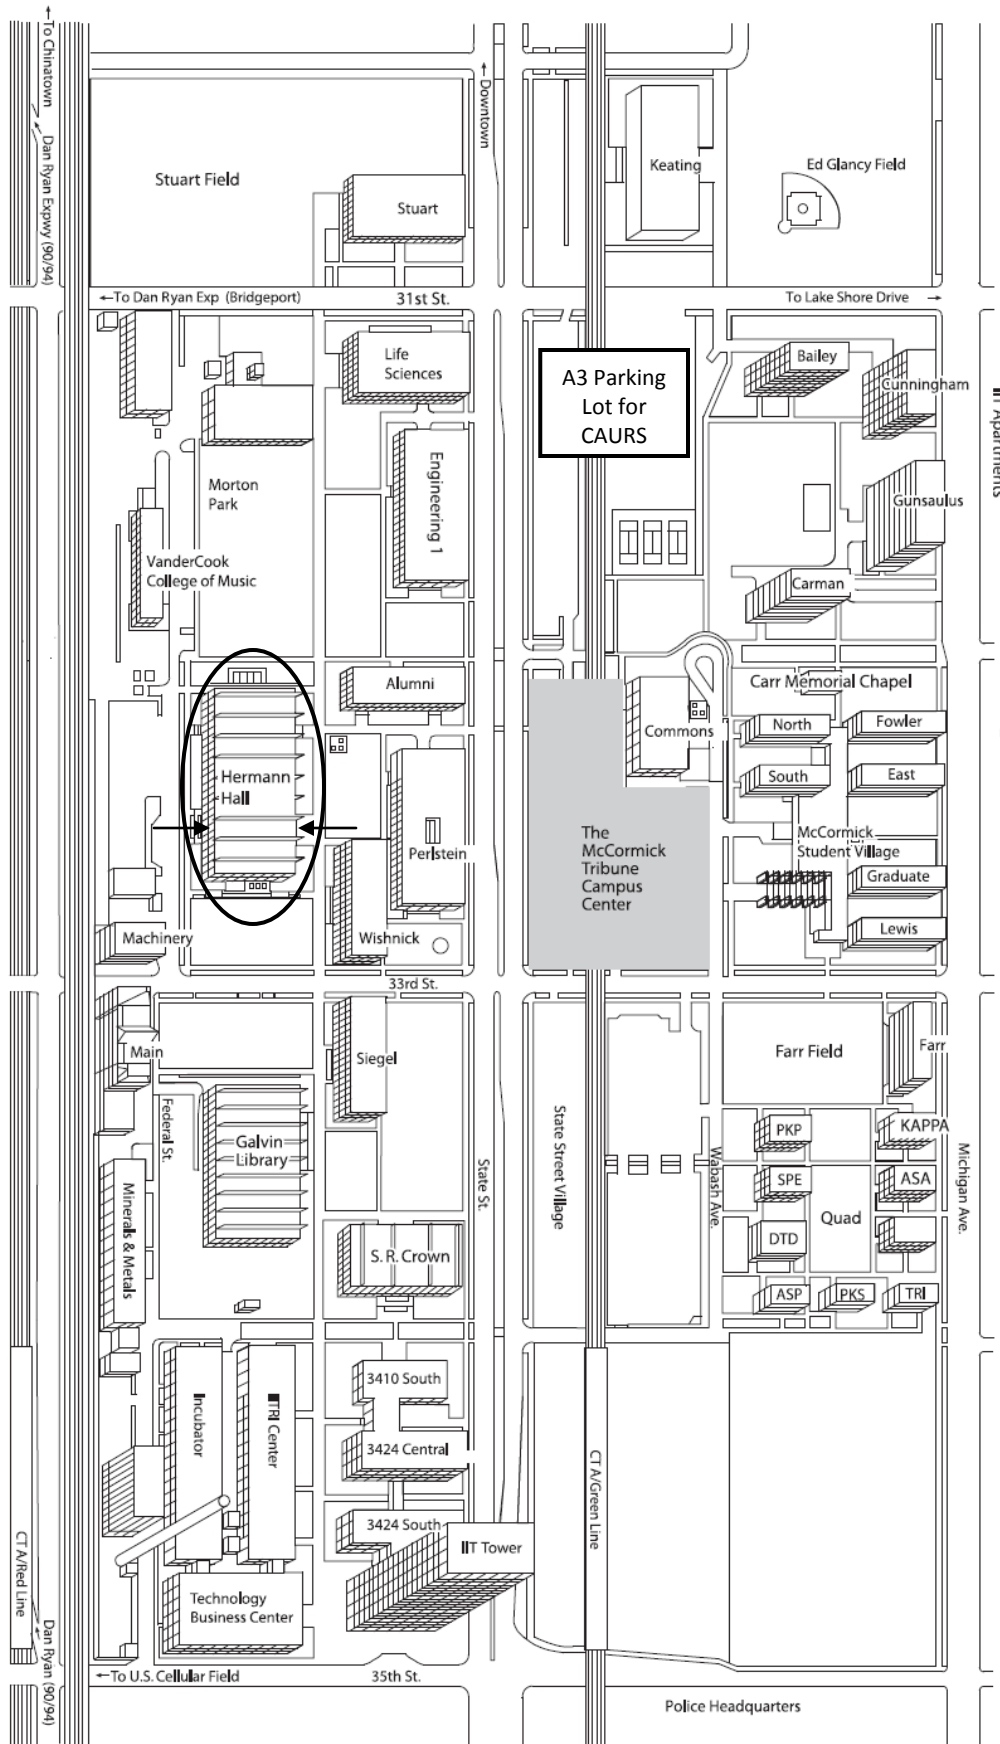 To Chinatown
Dan Ryan Expwy (90/94)
Downtown
Stuart Field
Stuart
Keating
Ed Glancy Field
To Dan Ryan Exp (Bridgeport)
31st St.
To Lake Shore Drive
Life
Sciences
A3 Parking
Lot for
CAURS
Bailey
Cunningham
IIT Apartments
Morton
Park
Engineering 1
Gunsaulus
VanderCook
College of Music
Carman
Alumni
Carr Memorial Chapel
Commons
North
Fowler
Hermann
Hall
South
East
The
McCormick
Tribune
Campus
Center
McCormick
Student Village
Perlstein
Graduate
Machinery
Wishnick
Lewis
33rd St.
Main
Siegel
Farr Field
Farr
Federal St.
Galvin
Library
State St.
State Street Village
Wabash Ave.
PKP
KAPPA
Michigan Ave.
SPE
ASA
Minerals & Metals
Quad
DTD
S. R. Crown
ASP
PKS
TRI
3410 South
Incubator
IITRI Center
3424 Central
CTA/Green Line
3424 South
IIT Tower
CTA/Red Line
Technology
Business Center
Dan Ryan (90/94)
To U.S. Cellular Field
35th St.
Police Headquarters